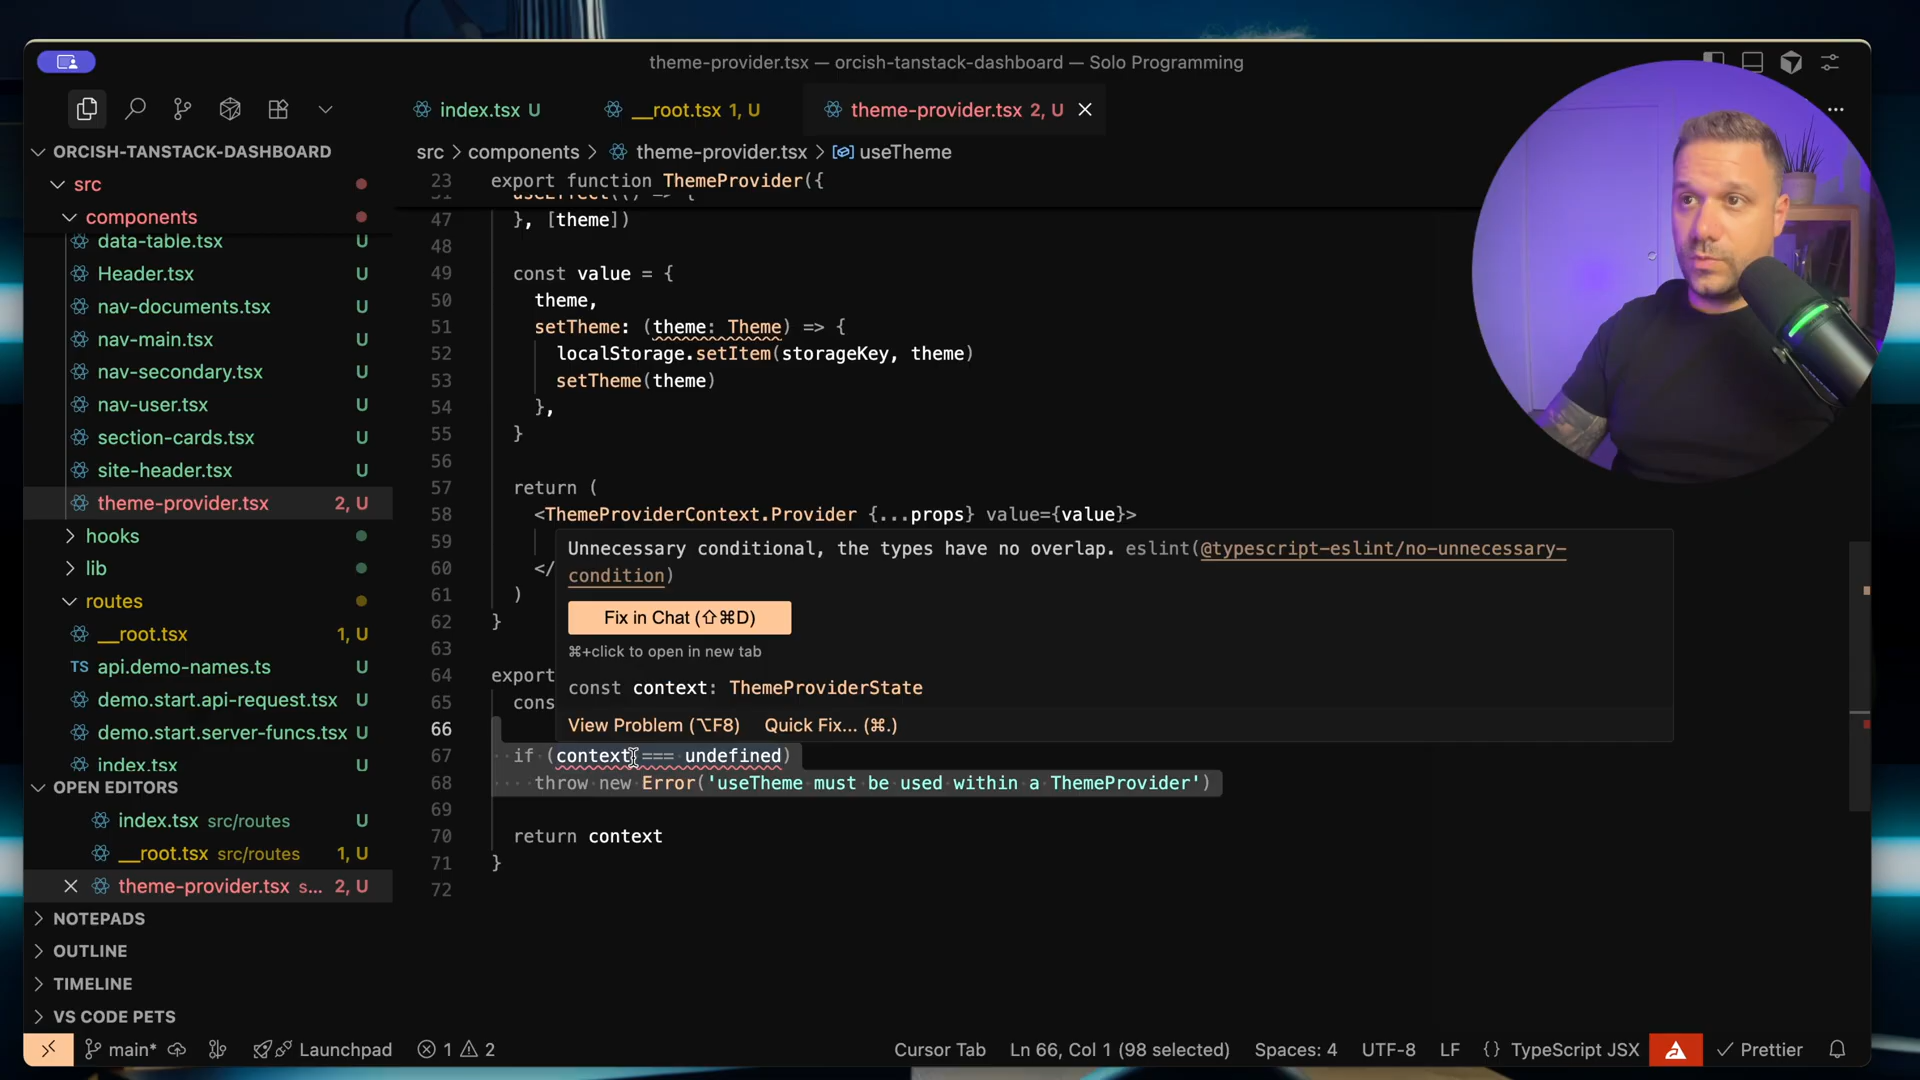 theme-provider.tsx — orcish-tanstack-dashboard — Solo Programming
index.tsx U
__root.tsx 1, U
theme-provider.tsx 2, U
ORCISH-TANSTACK-DASHBOARD
src
components
data-table.tsx U
Header.tsx U
nav-documents.tsx U
nav-main.tsx U
nav-secondary.tsx U
nav-user.tsx U
section-cards.tsx U
site-header.tsx U
theme-provider.tsx 2, U
hooks
lib
routes
__root.tsx 1, U
TS api.demo-names.ts U
demo.start.api-request.tsx U
demo.start.server-funcs.tsx U
index.tsx U
OPEN EDITORS
index.tsx src/routes U
__root.tsx src/routes 1, U
theme-provider.tsx s... 2, U
NOTEPADS
OUTLINE
TIMELINE
VS CODE PETS
src > components > theme-provider.tsx > useTheme
23 export function ThemeProvider({
31 useEffect(() => {
47 }, [theme])
48
49 const value = {
50 theme,
51 setTheme: (theme: Theme) => {
52 localStorage.setItem(storageKey, theme)
53 setTheme(theme)
54 },
55 }
56
57 return (
58 <ThemeProviderContext.Provider {...props} value={value}>
59
60 </
61 )
62 }
63
64 export
65 cons
66
67 if (context === undefined)
68 throw new Error('useTheme must be used within a ThemeProvider')
69
70 return context
71 }
72
Unnecessary conditional, the types have no overlap. eslint(@typescript-eslint/no-unnecessary-
condition)
Fix in Chat (⇧⌘D)
⌘+click to open in new tab
const context: ThemeProviderState
View Problem (⌥F8) Quick Fix... (⌘.)
main* Launchpad 1 2 Cursor Tab Ln 66, Col 1 (98 selected) Spaces: 4 UTF-8 LF {} TypeScript JSX Prettier